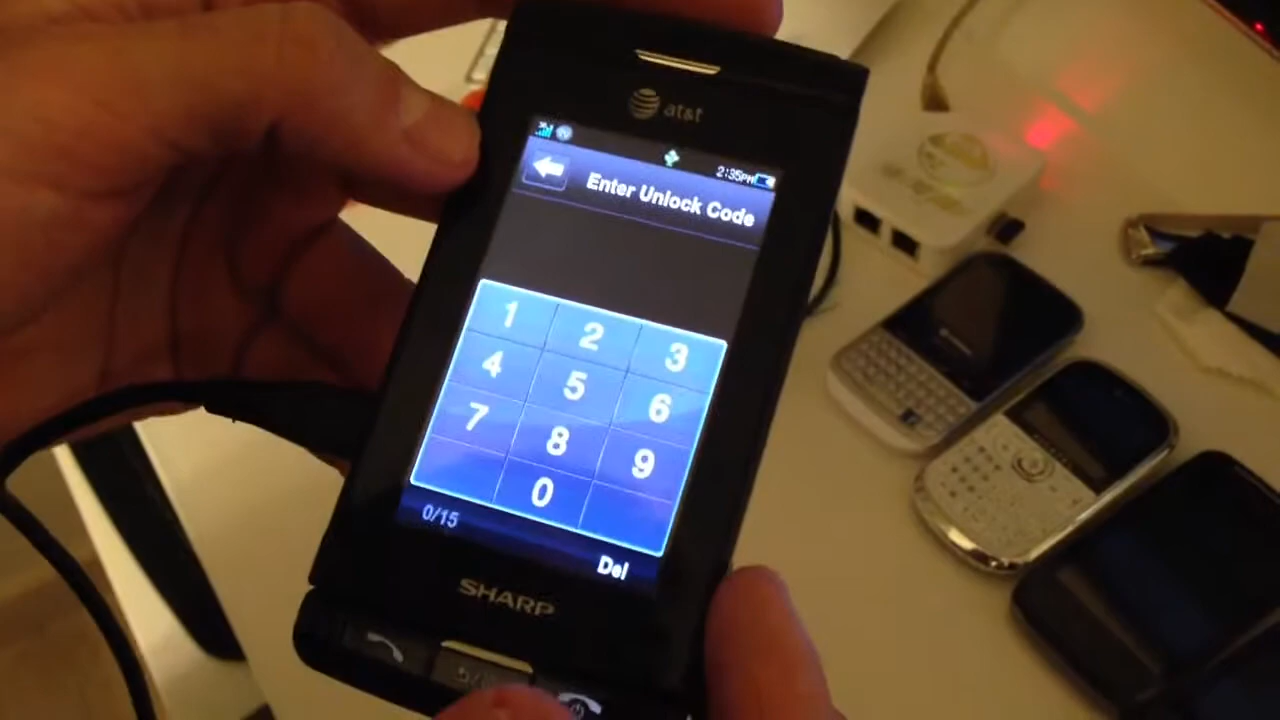 at&t
2:35PM
Enter Unlock Code
1 2 3
4 5 6
7 8 9
0
0/15
Del
SHARP